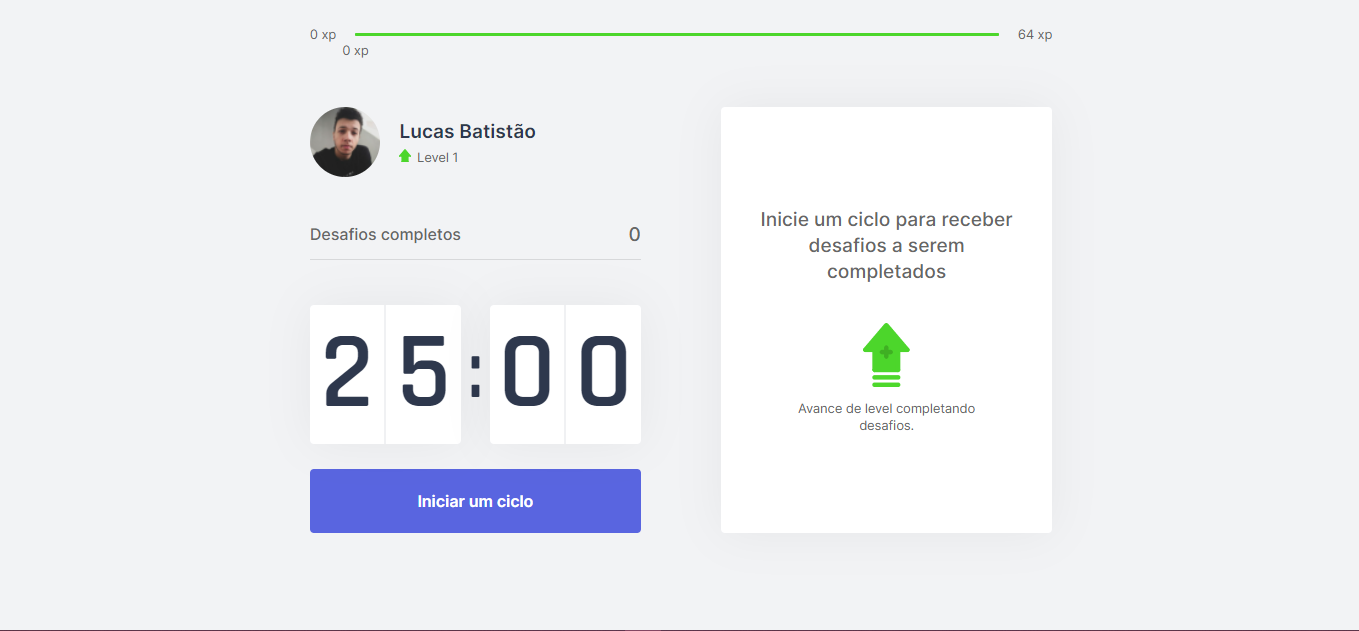 0 xp
64 xp
0 xp
Lucas Batistão
Level 1
Desafios completos
0
25:00
Iniciar um ciclo
Inicie um ciclo para receber
desafios a serem
completados
Avance de level completando
desafios.